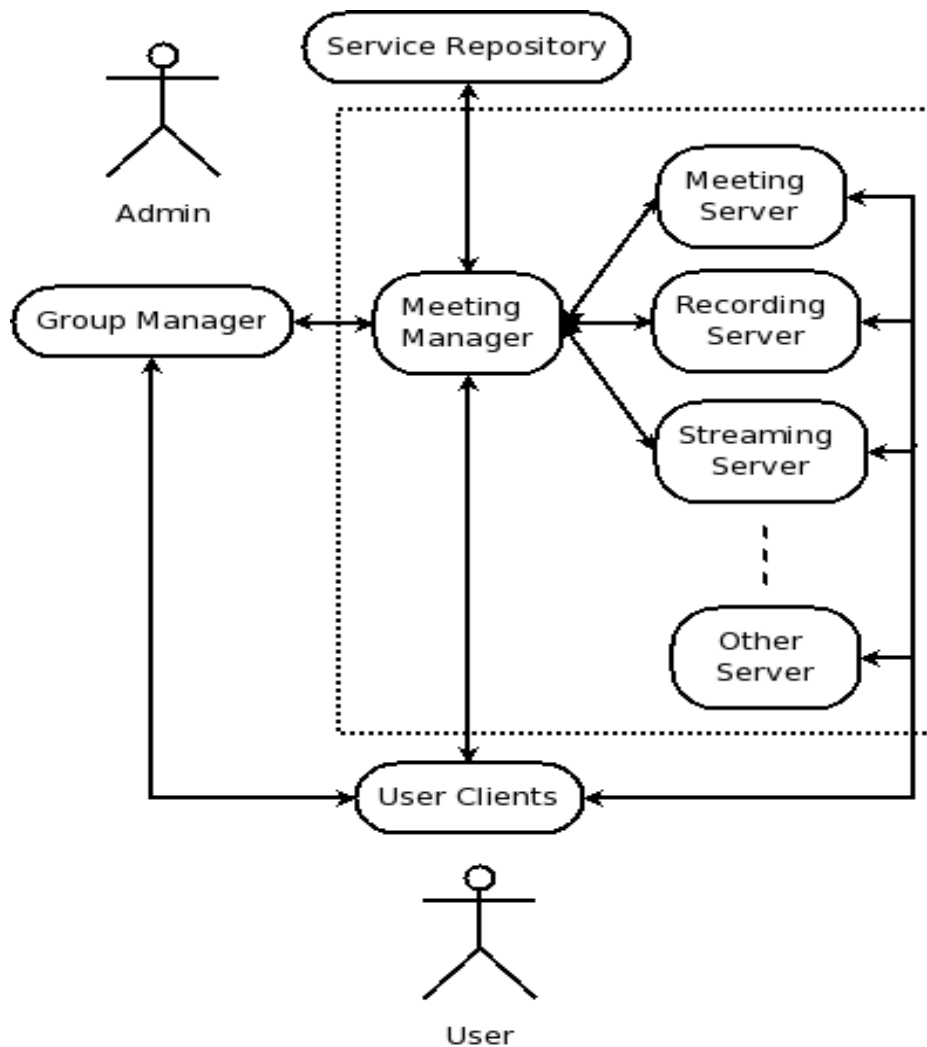 Service Repository
Admin
Meeting
Server
Group Manager
Meeting
Manager
Recording
Server
Streaming
Server
Other
Server
User Clients
User